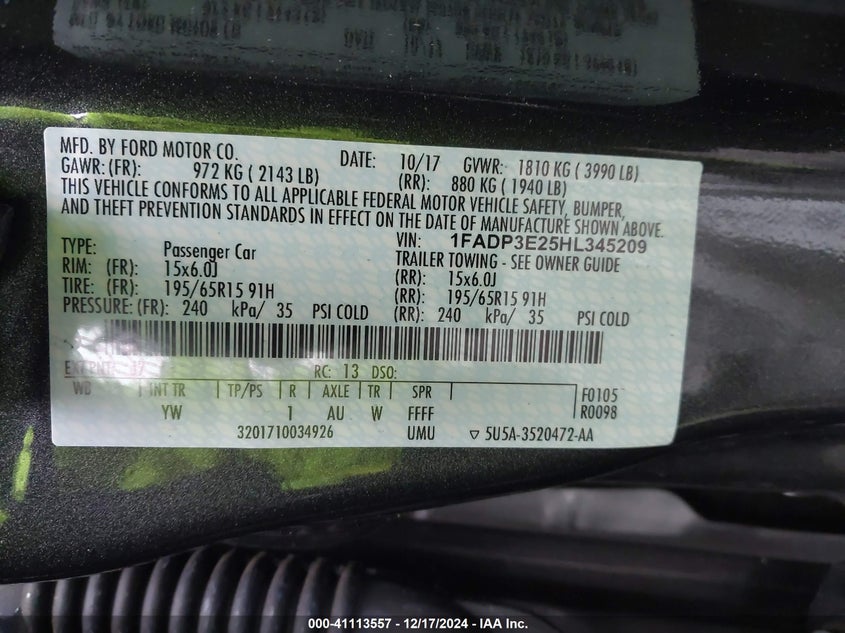 MFD. BY FORD MOTOR CO. DATE: 10/17 GVWR: 1810 KG ( 3990 LB)
GAWR: (FR): 972 KG ( 2143 LB) (RR): 880 KG ( 1940 LB)
THIS VEHICLE CONFORMS TO ALL APPLICABLE FEDERAL MOTOR VEHICLE SAFETY, BUMPER,
AND THEFT PREVENTION STANDARDS IN EFFECT ON THE DATE OF MANUFACTURE SHOWN ABOVE.
VIN: 1FADP3E25HL345209
TYPE: Passenger Car TRAILER TOWING - SEE OWNER GUIDE
RIM: (FR): 15x6.0J (RR): 15x6.0J
TIRE: (FR): 195/65R15 91H (RR): 195/65R15 91H
PRESSURE: (FR): 240 kPa/ 35 PSI COLD (RR): 240 kPa/ 35 PSI COLD
EXT PNT: RC: 13 DSO:
WB INT TR TP/PS R AXLE TR SPR F0105
YW 1 AU W FFFF R0098
3201710034926 UMU 5U5A-3520472-AA
000-41113557 - 12/17/2024 - IAA Inc.